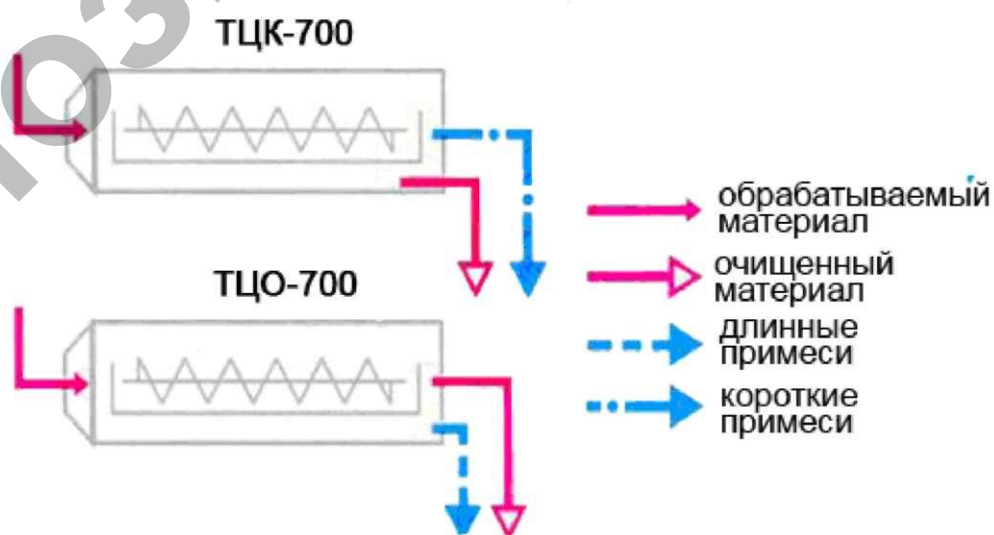 ТЦК-700
обрабатываемый
материал
очищенный
материал
ТЦО-700
длинные
примеси
короткие
примеси